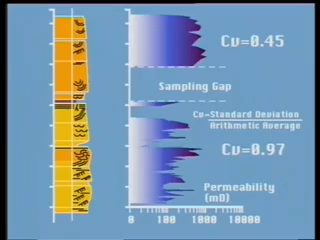 Cv=0.45
Sampling Gap
Cv=Standard Deviation
Arithmetic Average
Cv=0.97
Permeability
(mD)
0 100 1000 10000